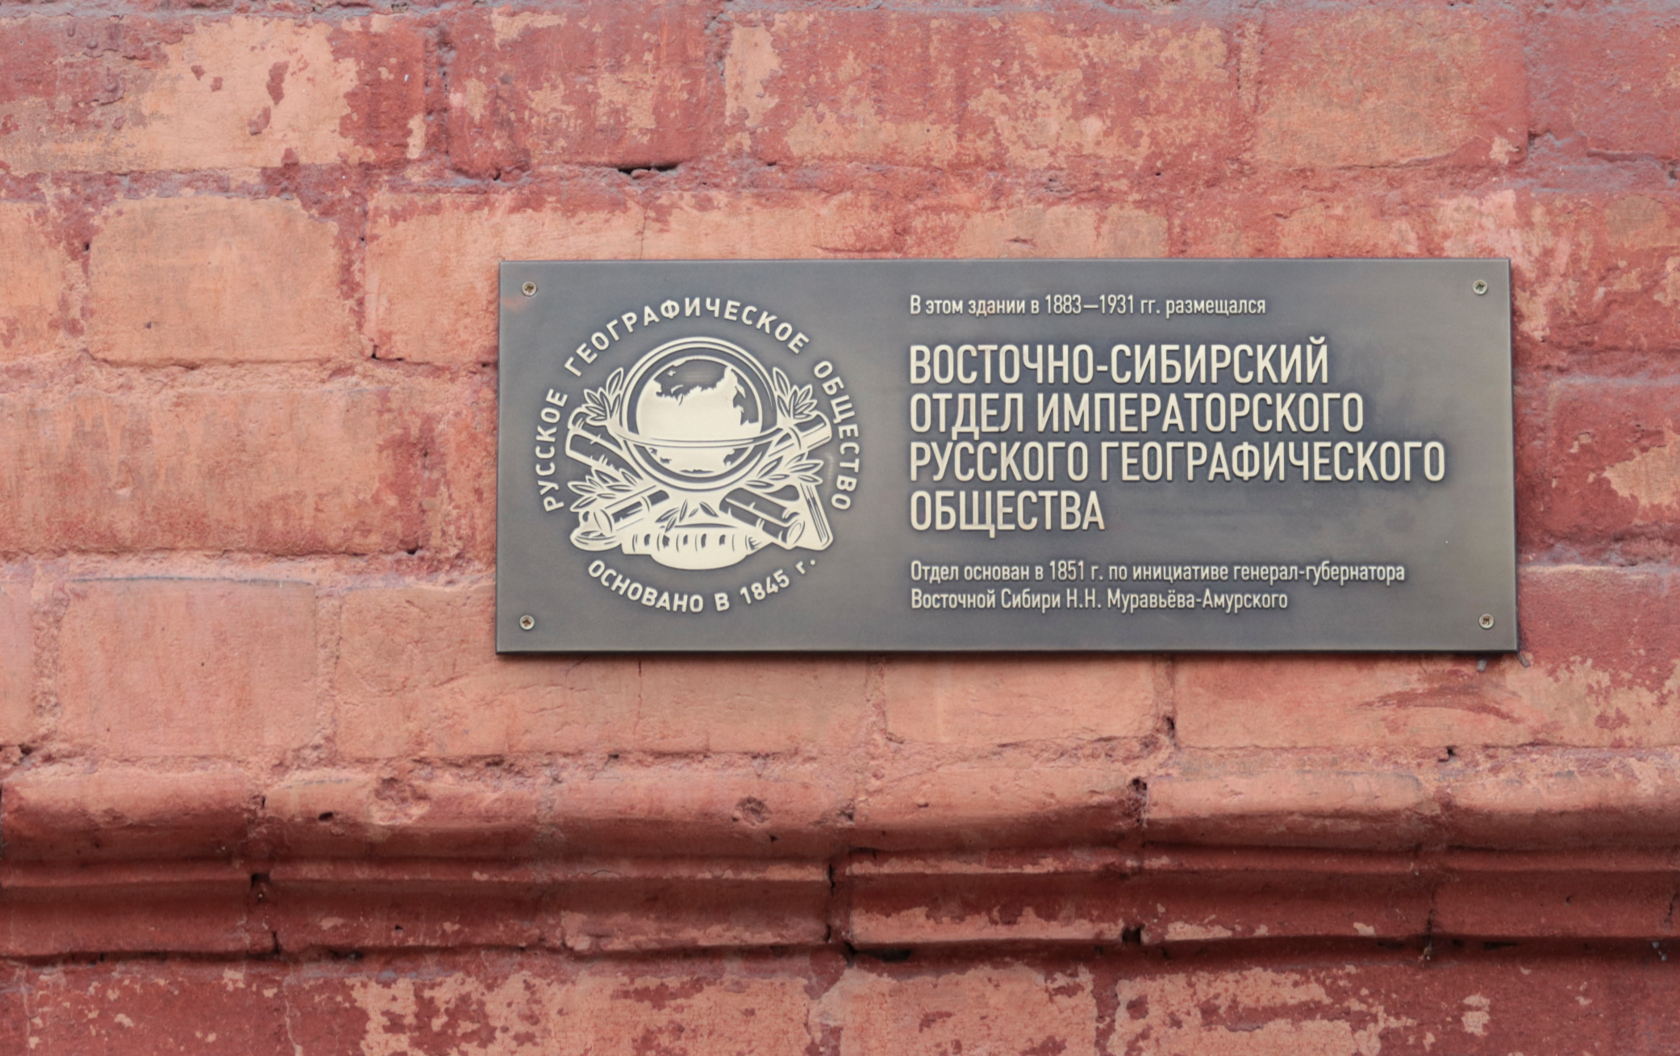 РУССКОЕ ГЕОГРАФИЧЕСКОЕ ОБЩЕСТВО
ОСНОВАНО В 1845 г.
В этом здании в 1883—1931 гг. размещался
ВОСТОЧНО-СИБИРСКИЙ
ОТДЕЛ ИМПЕРАТОРСКОГО
РУССКОГО ГЕОГРАФИЧЕСКОГО
ОБЩЕСТВА
Отдел основан в 1851 г. по инициативе генерал-губернатора
Восточной Сибири Н.Н. Муравьёва-Амурского